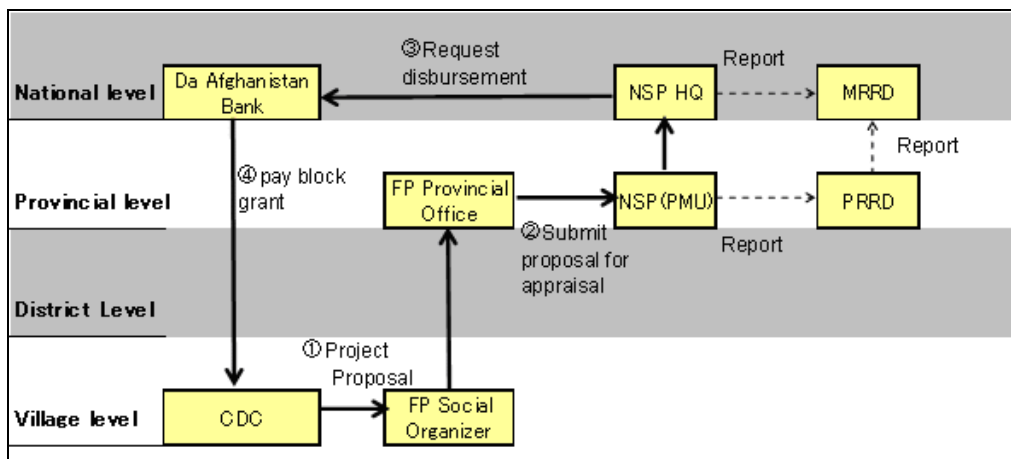 ③Request
disbursement
Report
National level
Da Afghanistan
Bank
NSP HQ
MRRD
④pay block
grant
Report
Provincial level
FP Provincial
Office
NSP(PMU)
PRRD
②Submit
proposal for
appraisal
Report
District Level
①Project
Proposal
Village level
CDC
FP Social
Organizer